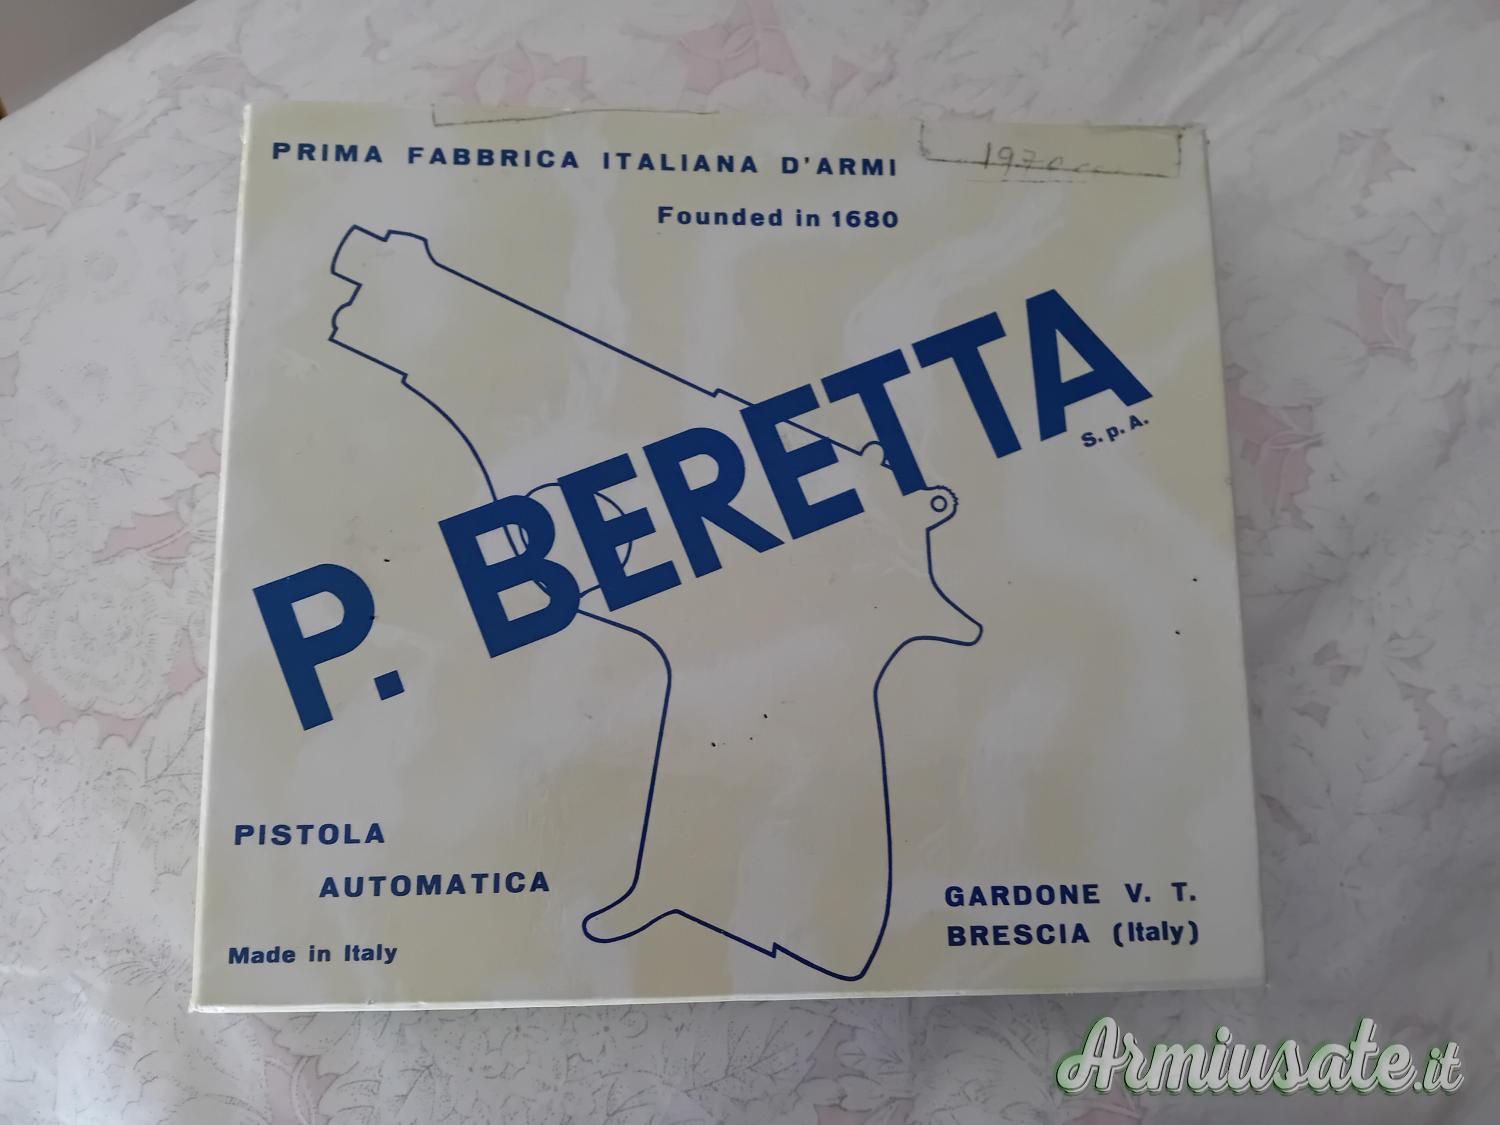 PRIMA FABBRICA ITALIANA D'ARMI
Founded in 1680
P. BERETTA
S.p.A.
PISTOLA
AUTOMATICA
Made in Italy
GARDONE V. T.
BRESCIA (Italy)
Armiusate.it